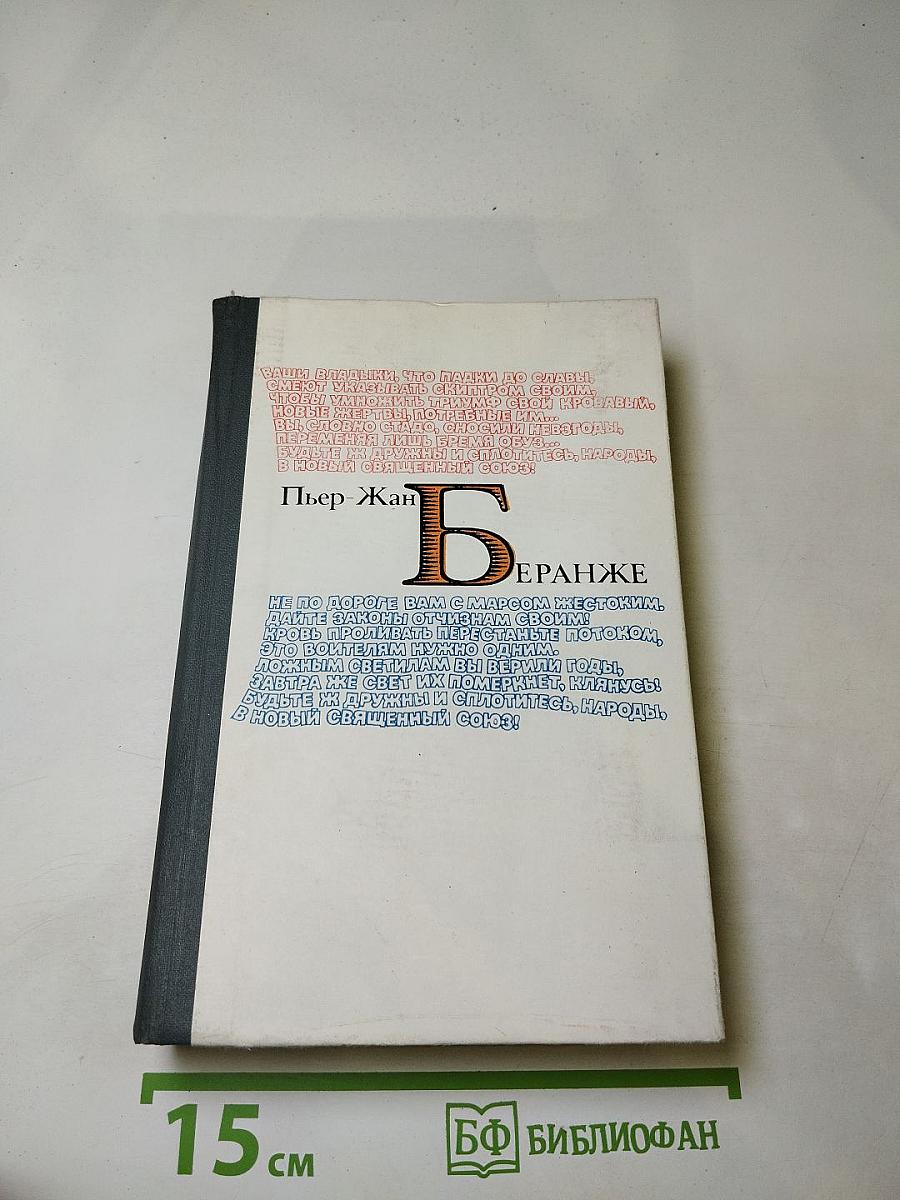 ВАШИ ВЛАДЫКИ, ЧТО ПАДКИ ДО СЛАВЫ,
СМЕЮТ УКАЗЫВАТЬ СКИПТРОМ СВОИМ,
ЧТОБЫ УМНОЖИТЬ ТРИУМФ СВОЙ КРОВАВЫЙ,
НОВЫЕ ЖЕРТВЫ, ПОТРЕБНЫЕ ИМ...
ВЫ, СЛОВНО СТАДО, СНОСИЛИ НЕВЗГОДЫ,
ПЕРЕМЕНЯЯ ЛИШЬ БРЕМЯ ОБУЗ...
БУДЬТЕ Ж ДРУЖНЫ И СПЛОТИТЕСЬ, НАРОДЫ,
В НОВЫЙ СВЯЩЕННЫЙ СОЮЗ!
Пьер-Жан
БЕРАНЖЕ
НЕ ПО ДОРОГЕ ВАМ С МАРСОМ ЖЕСТОКИМ.
ДАЙТЕ ЗАКОНЫ ОТЧИЗНАМ СВОИМ!
КРОВЬ ПРОЛИВАТЬ ПЕРЕСТАНЬТЕ ПОТОКОМ,
ЭТО ВОИТЕЛЯМ НУЖНО ОДНИМ.
ЛОЖНЫМ СВЕТИЛАМ ВЫ ВЕРИЛИ ГОДЫ,
ЗАВТРА ЖЕ СВЕТ ИХ ПОМЕРКНЕТ, КЛЯНУСЬ!
БУДЬТЕ Ж ДРУЖНЫ И СПЛОТИТЕСЬ, НАРОДЫ,
В НОВЫЙ СВЯЩЕННЫЙ СОЮЗ!
15 см
БФ БИБЛИОФАН